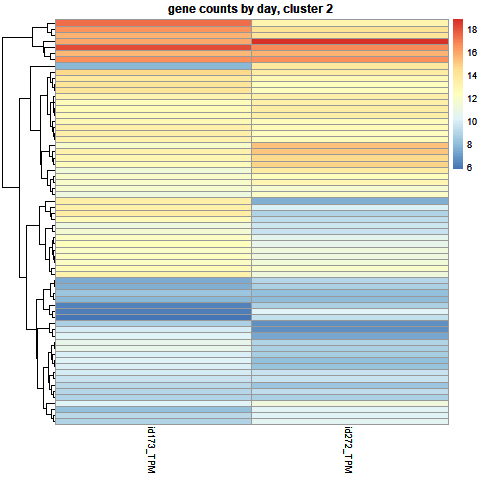 gene counts by day, cluster 2
18
16
14
12
10
8
6
id173_TPM
id272_TPM